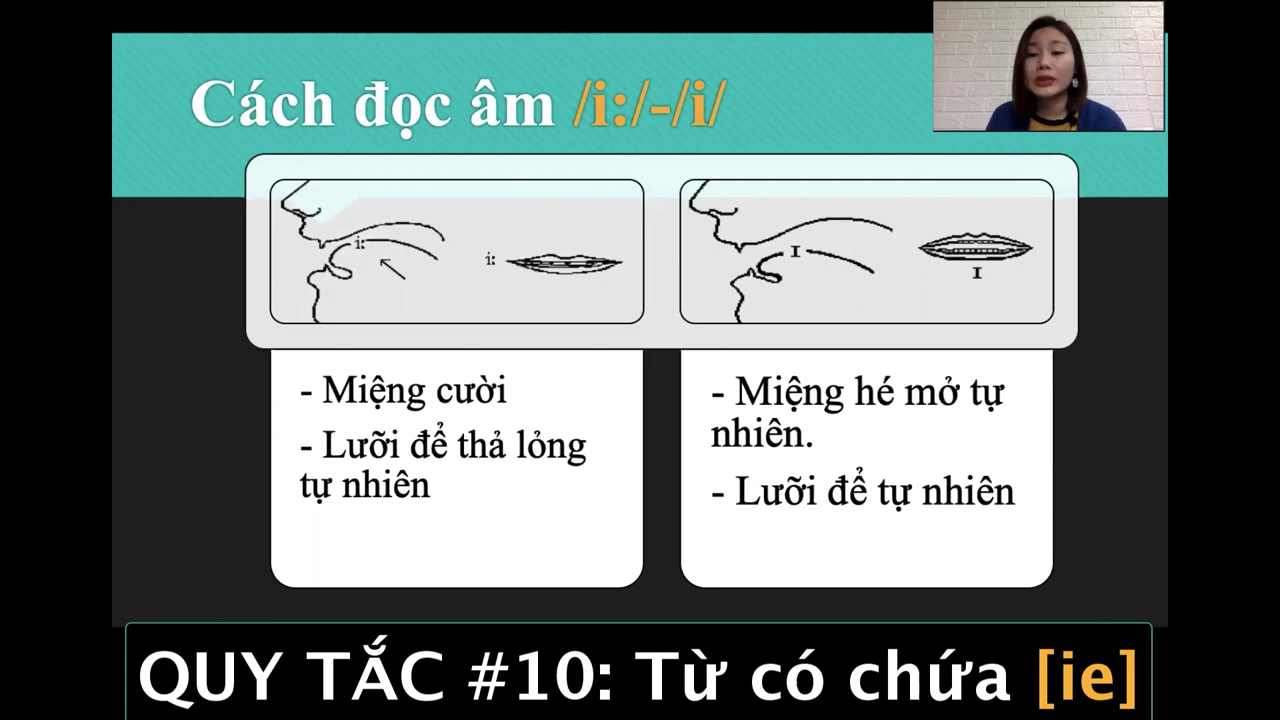 Cách đọc âm /i:/-/i/
i:
i:
I
I
- Miệng cười
- Lưỡi để thả lỏng
tự nhiên
- Miệng hé mở tự
nhiên.
- Lưỡi để tự nhiên
QUY TẮC #10: Từ có chứa [ie]